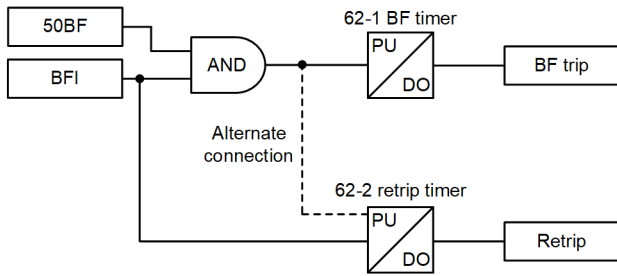 50BF
BFI
AND
62-1 BF timer
PU
DO
BF trip
Alternate
connection
62-2 retrip timer
PU
DO
Retrip